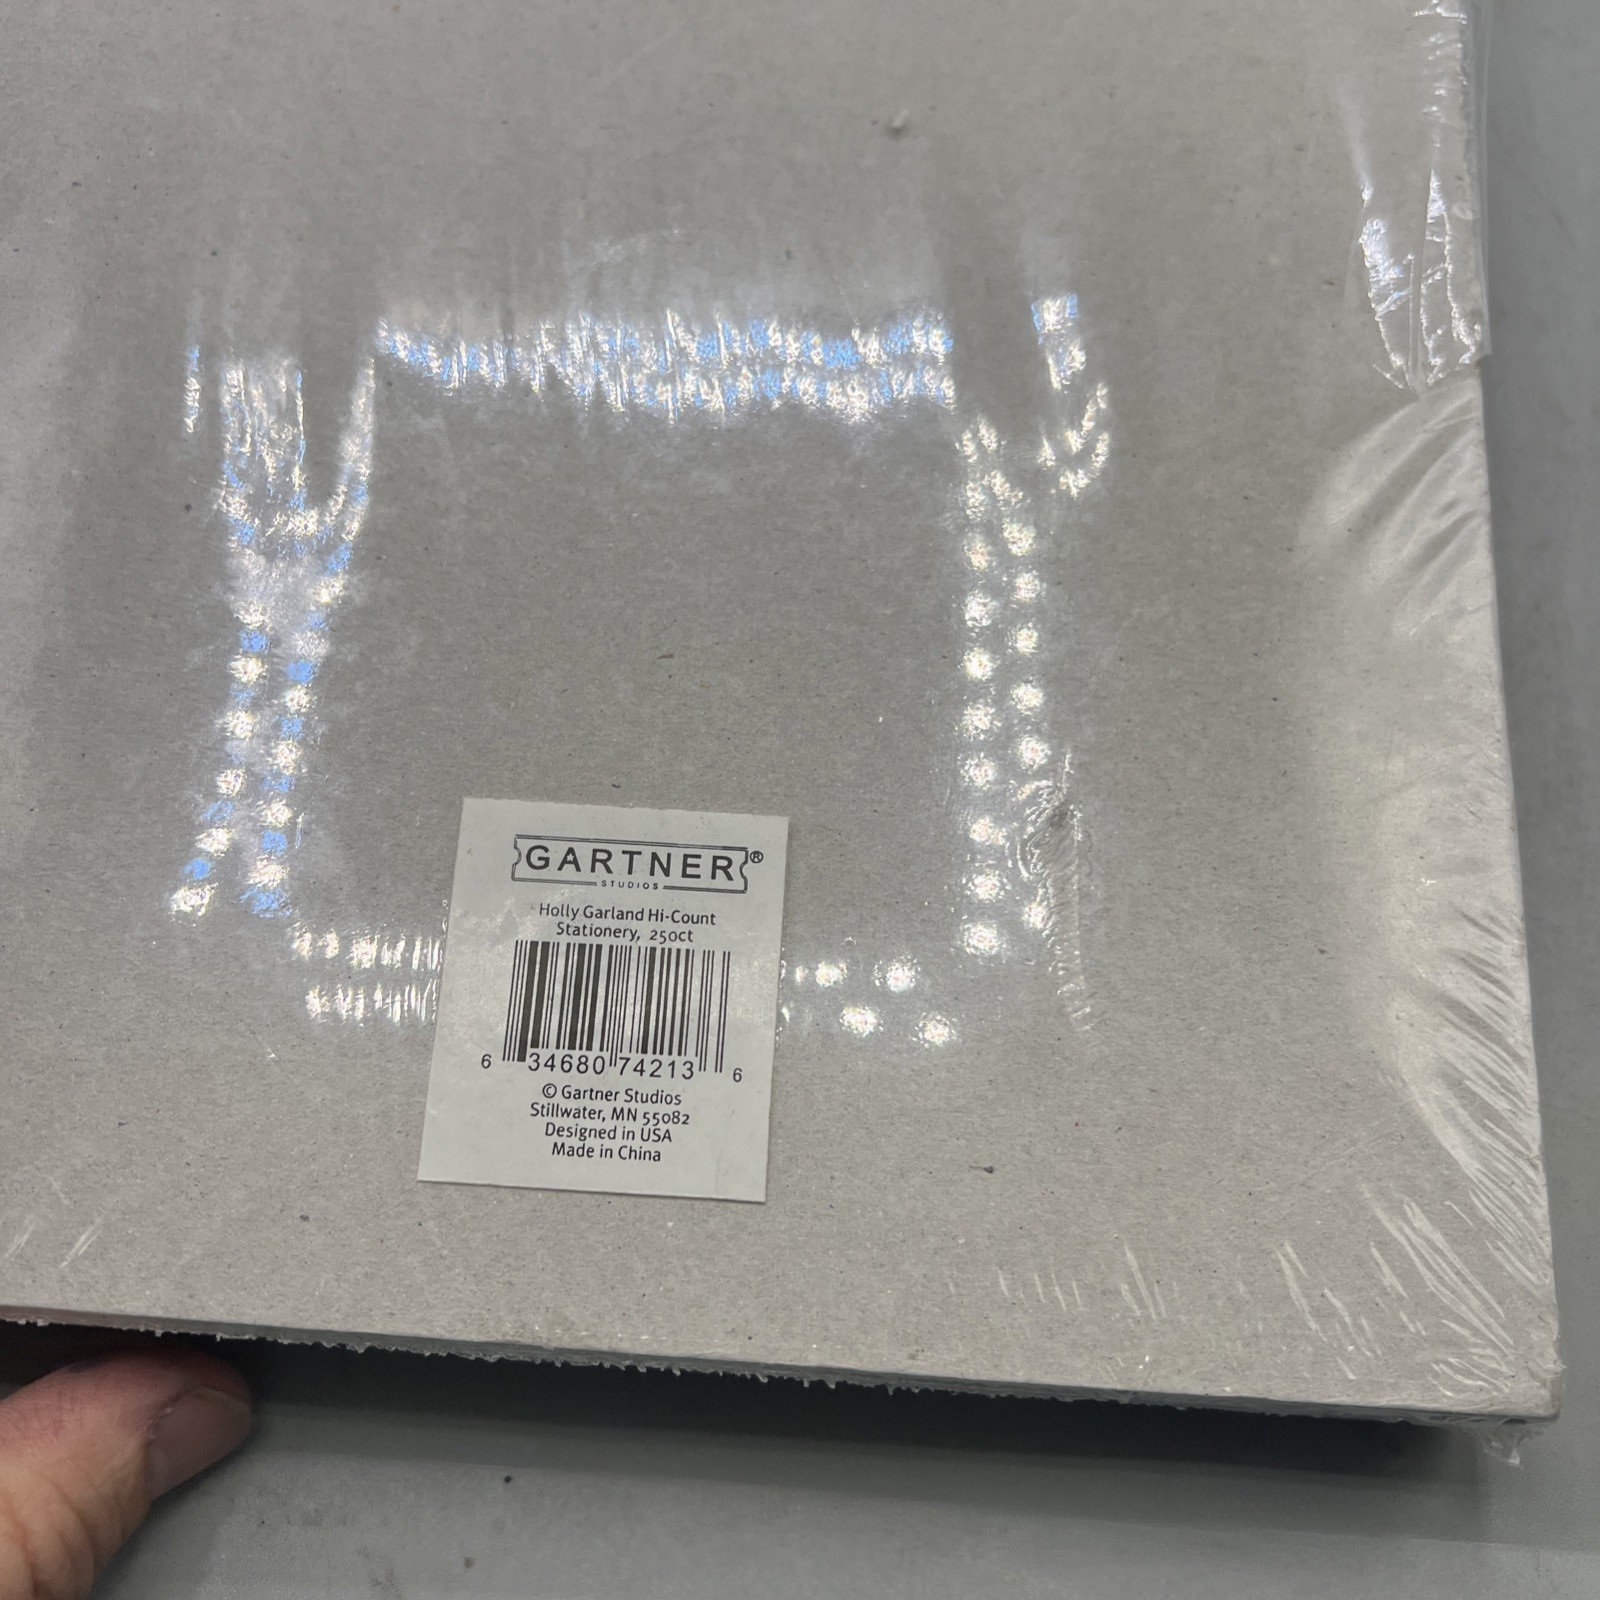 GARTNER®
STUDIOS
Holly Garland Hi-Count
Stationery, 250ct
6 34680 74213 6
© Gartner Studios
Stillwater, MN 55082
Designed in USA
Made in China